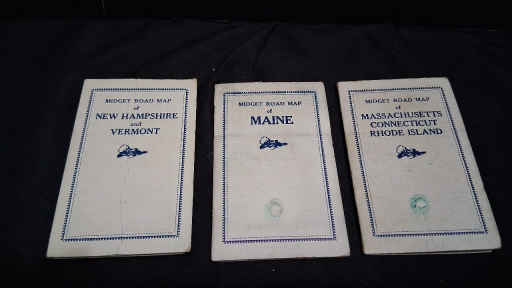 MIDGET ROAD MAP
of
NEW HAMPSHIRE
and
VERMONT
MIDGET ROAD MAP
of
MAINE
MIDGET ROAD MAP
of
MASSACHUSETTS
CONNECTICUT
RHODE ISLAND